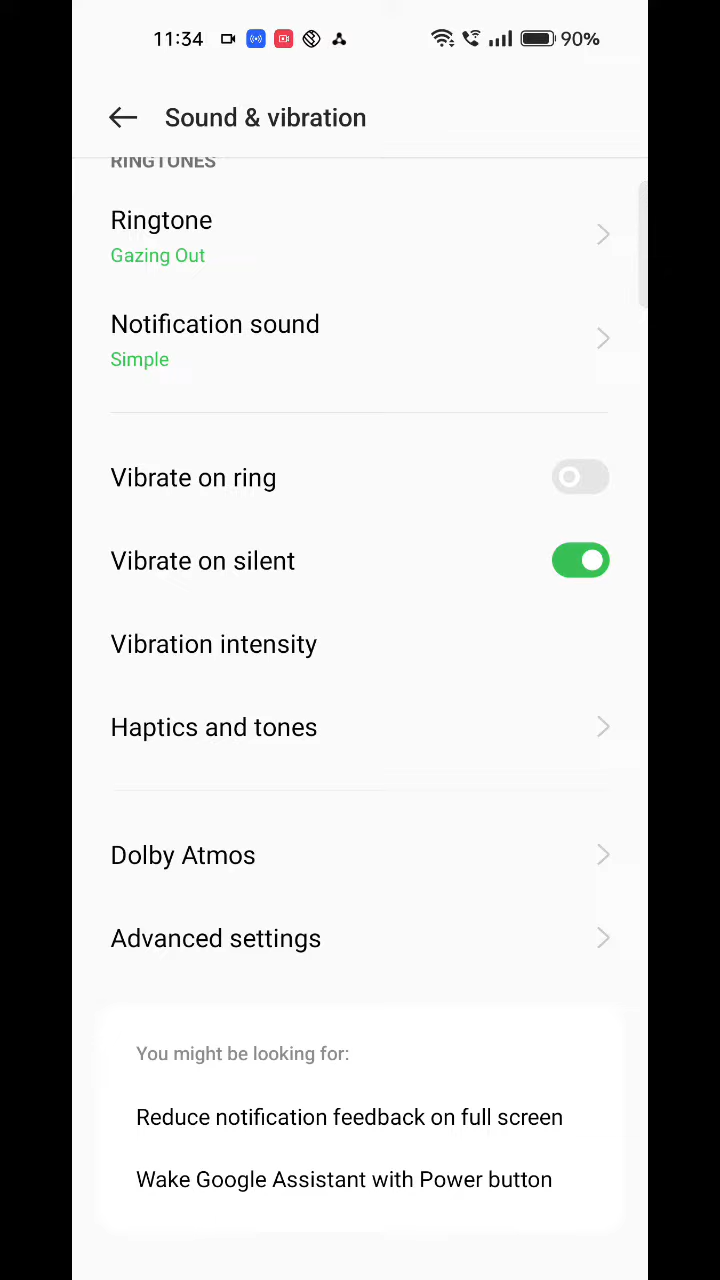 11:34
90%
Sound & vibration
RINGTONES
Ringtone
Gazing Out
Notification sound
Simple
Vibrate on ring
Vibrate on silent
Vibration intensity
Haptics and tones
Dolby Atmos
Advanced settings
You might be looking for:
Reduce notification feedback on full screen
Wake Google Assistant with Power button